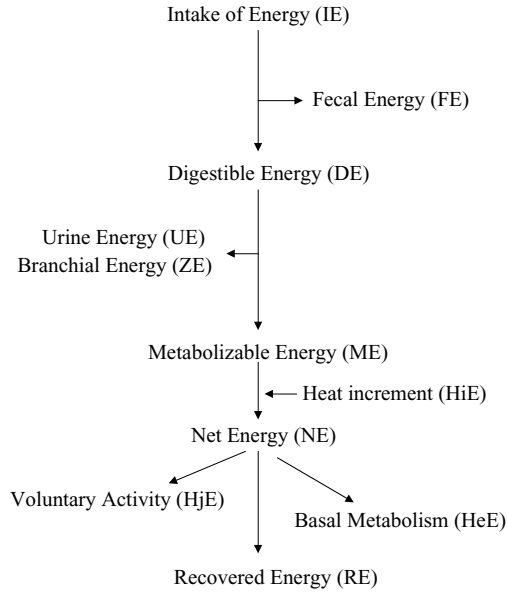 Intake of Energy (IE)
Fecal Energy (FE)
Digestible Energy (DE)
Urine Energy (UE)
Branchial Energy (ZE)
Metabolizable Energy (ME)
Heat increment (HiE)
Net Energy (NE)
Voluntary Activity (HjE)
Basal Metabolism (HeE)
Recovered Energy (RE)